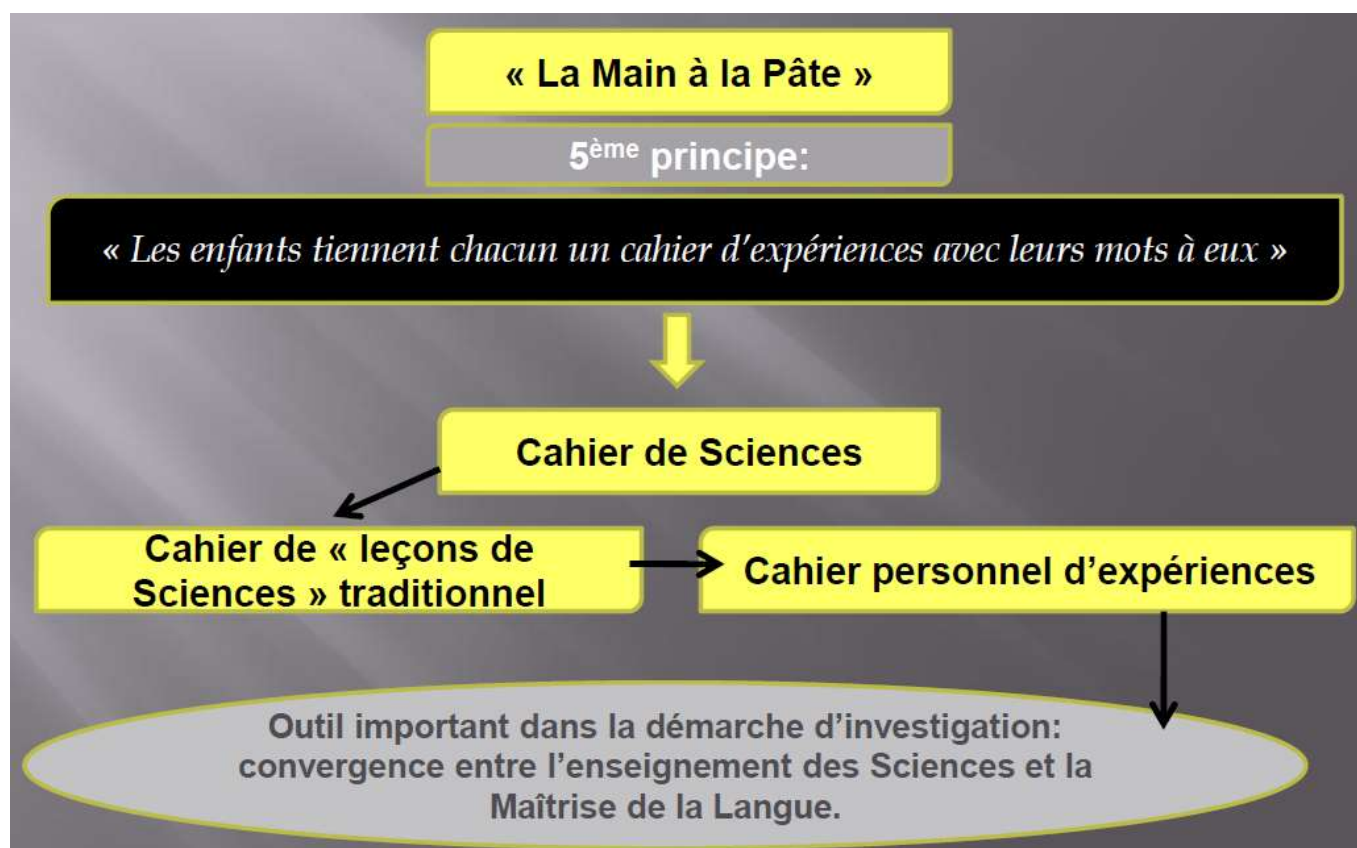 « La Main à la Pâte »
5ème principe:
« Les enfants tiennent chacun un cahier d’expériences avec leurs mots à eux »
Cahier de Sciences
Cahier de « leçons de
Sciences » traditionnel
Cahier personnel d’expériences
Outil important dans la démarche d’investigation:
convergence entre l’enseignement des Sciences et la
Maîtrise de la Langue.